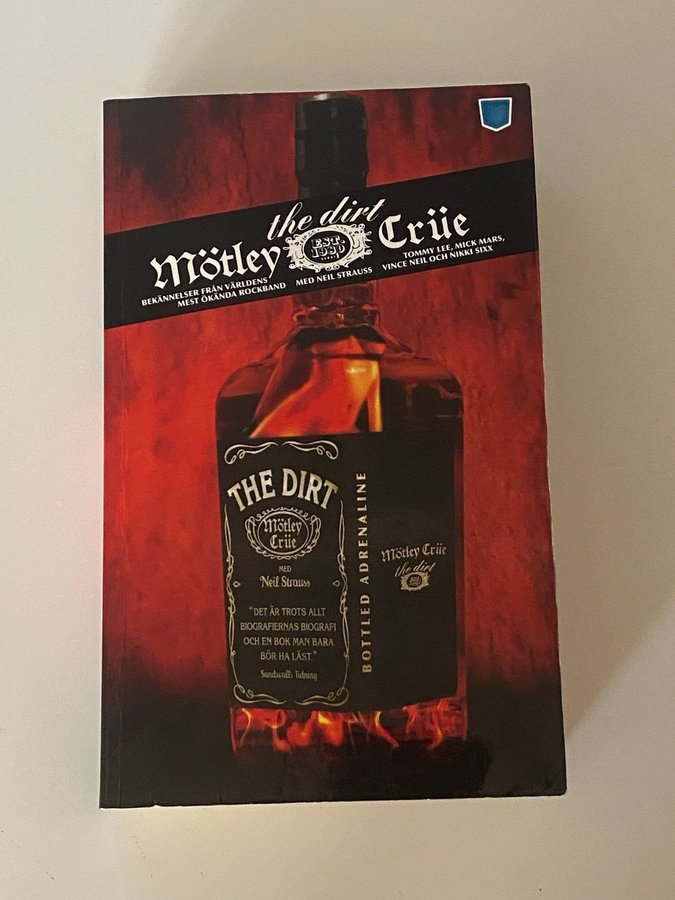 the dirt
Mötley Crüe
EST.
1980
BEKÄNNELSER FRÅN VÄRLDENS
MEST ÖKÄNDA ROCKBAND
MED NEIL STRAUSS
TOMMY LEE, MICK MARS,
VINCE NEIL OCH NIKKI SIXX
THE DIRT
Mötley
Crüe
MED
Neil Strauss
"DET ÄR TROTS ALLT
BIOGRAFIERNAS BIOGRAFI
OCH EN BOK MAN BARA
BÖR HA LÄST."
Sundsvalls Tidning
BOTTLED ADRENALINE
Mötley Crüe
the dirt